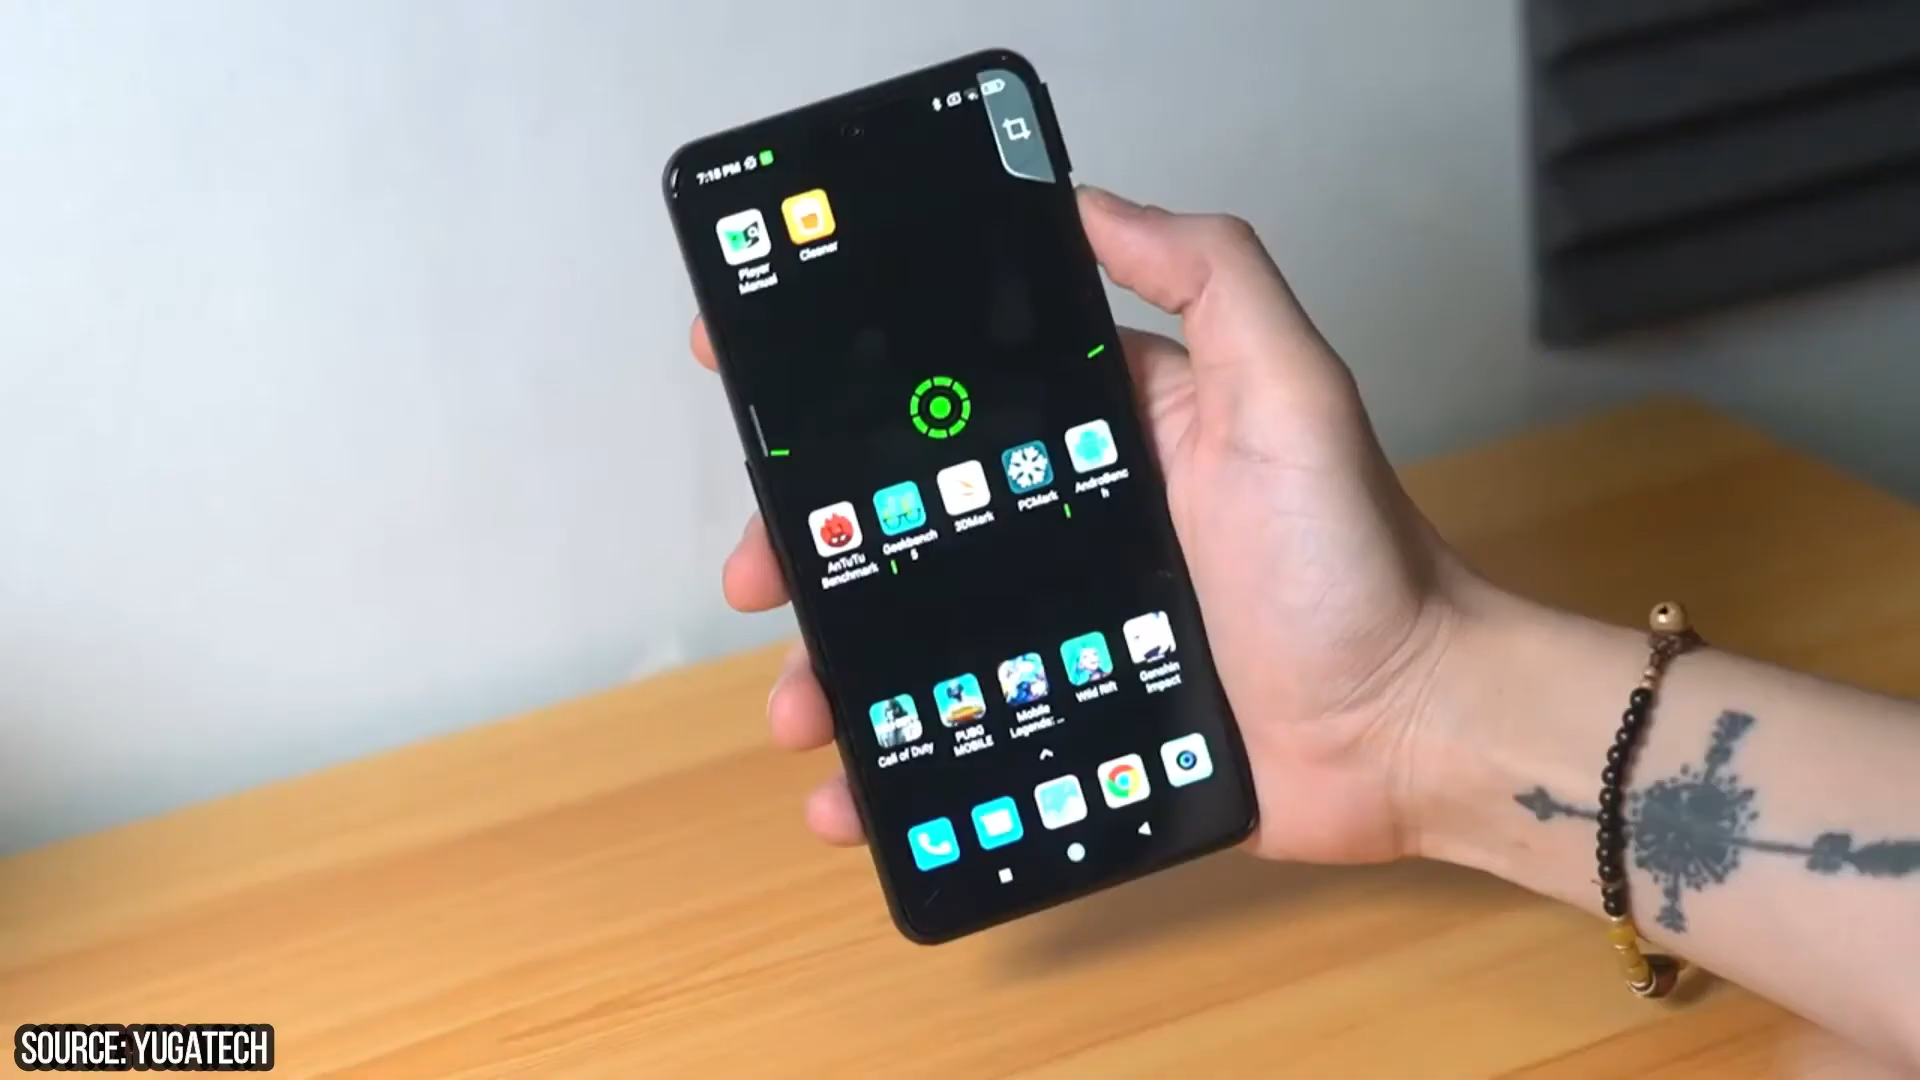 7:18 PM
Player
Manual
Cleaner
AnTuTu
Benchmark
Geekbench
5
3DMark
PCMark
AndroBenc
h
Call of Duty
PUBG
MOBILE
Mobile
Legends: ...
Wild Rift
Genshin
Impact
SOURCE: YUGATECH